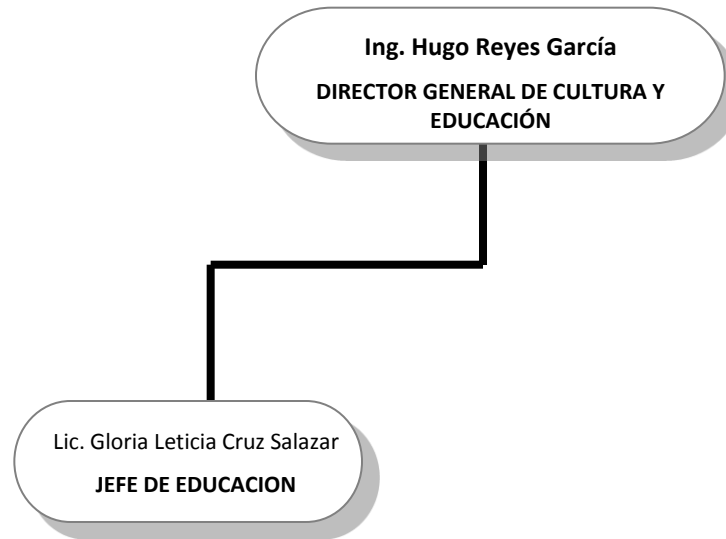 Ing. Hugo Reyes García
DIRECTOR GENERAL DE CULTURA Y
EDUCACIÓN
Lic. Gloria Leticia Cruz Salazar
JEFE DE EDUCACION